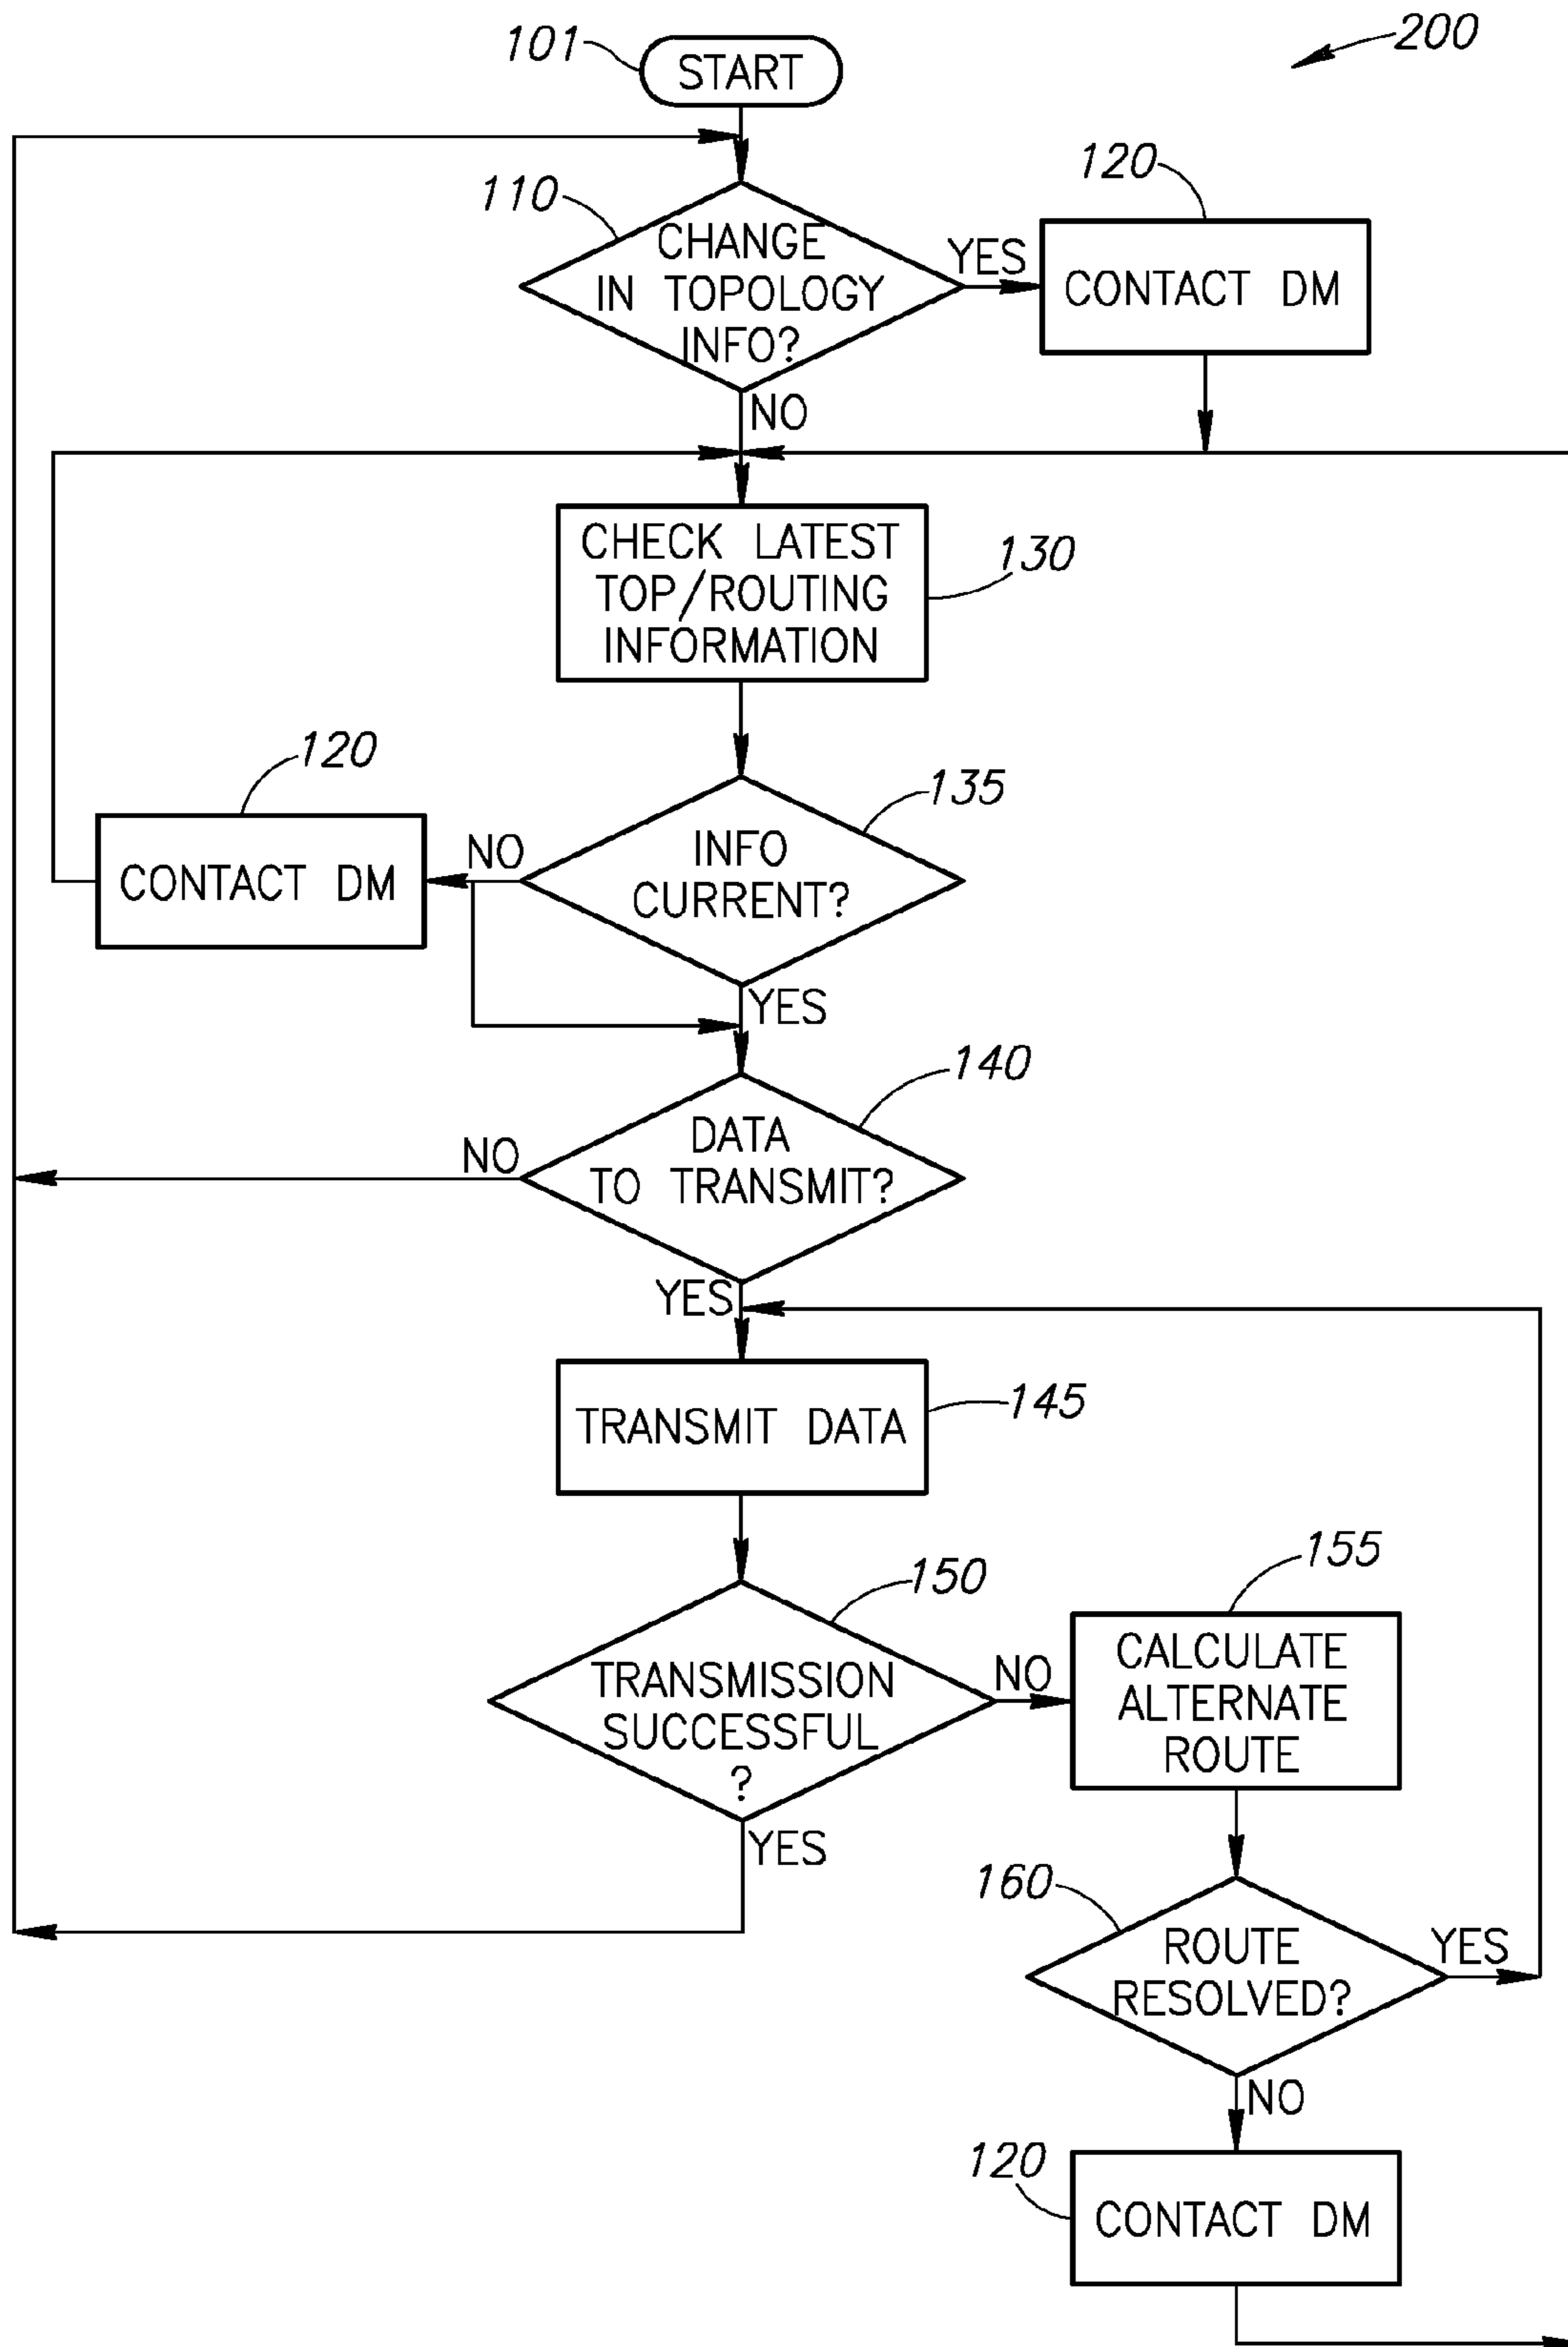 101
START
200
110
CHANGE
IN TOPOLOGY
INFO?
YES
120
CONTACT DM
NO
CHECK LATEST
TOP/ROUTING
INFORMATION
130
120
CONTACT DM
NO
135
INFO
CURRENT?
YES
140
DATA
TO TRANSMIT?
NO
YES
TRANSMIT DATA
145
150
TRANSMISSION
SUCCESSFUL
?
NO
YES
155
CALCULATE
ALTERNATE
ROUTE
160
ROUTE
RESOLVED?
YES
NO
120
CONTACT DM